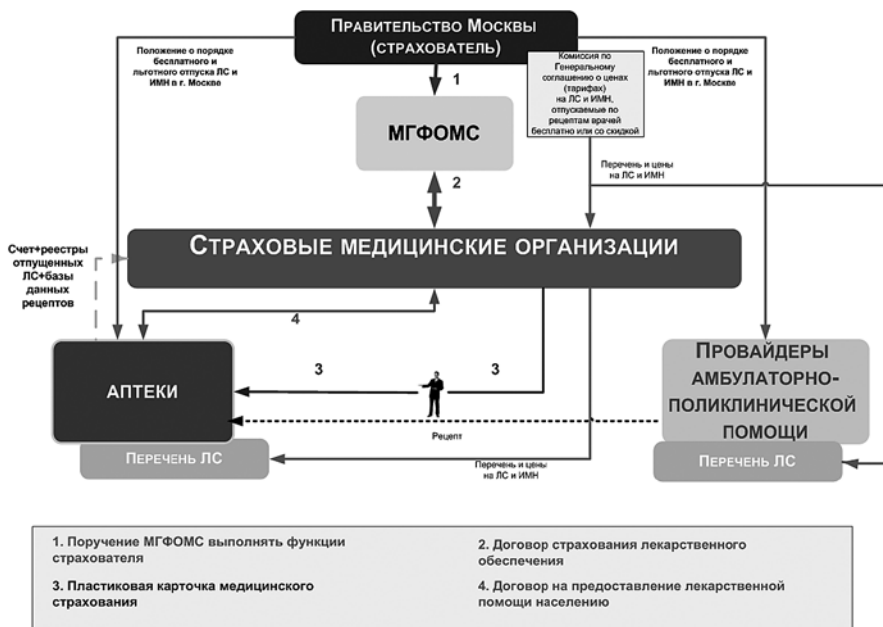 ПРАВИТЕЛЬСТВО МОСКВЫ
(СТРАХОВАТЕЛЬ)
Положение о порядке
бесплатного и
льготного отпуска ЛС и
ИМН в г. Москве
Комиссия по
Генеральному
соглашению о ценах
(тарифах)
на ЛС и ИМН,
отпускаемые по
рецептам врачей
бесплатно или со скидкой
Положение о порядке
бесплатного и
льготного отпуска ЛС и
ИМН в г. Москве
1
МГФОМС
2
Перечень и цены
на ЛС и ИМН
СТРАХОВЫЕ МЕДИЦИНСКИЕ ОРГАНИЗАЦИИ
Счет+реестры
отпущенных
ЛС+базы
данных
рецептов
4
АПТЕКИ
3
3
ПРОВАЙДЕРЫ
АМБУЛАТОРНО-
ПОЛИКЛИНИЧЕСКОЙ
ПОМОЩИ
Рецепт
ПЕРЕЧЕНЬ ЛС
Перечень и цены
на ЛС и ИМН
ПЕРЕЧЕНЬ ЛС
1. Поручение МГФОМС выполнять функции
страхователя
2. Договор страхования лекарственного
обеспечения
3. Пластиковая карточка медицинского
страхования
4. Договор на предоставление лекарственной
помощи населению